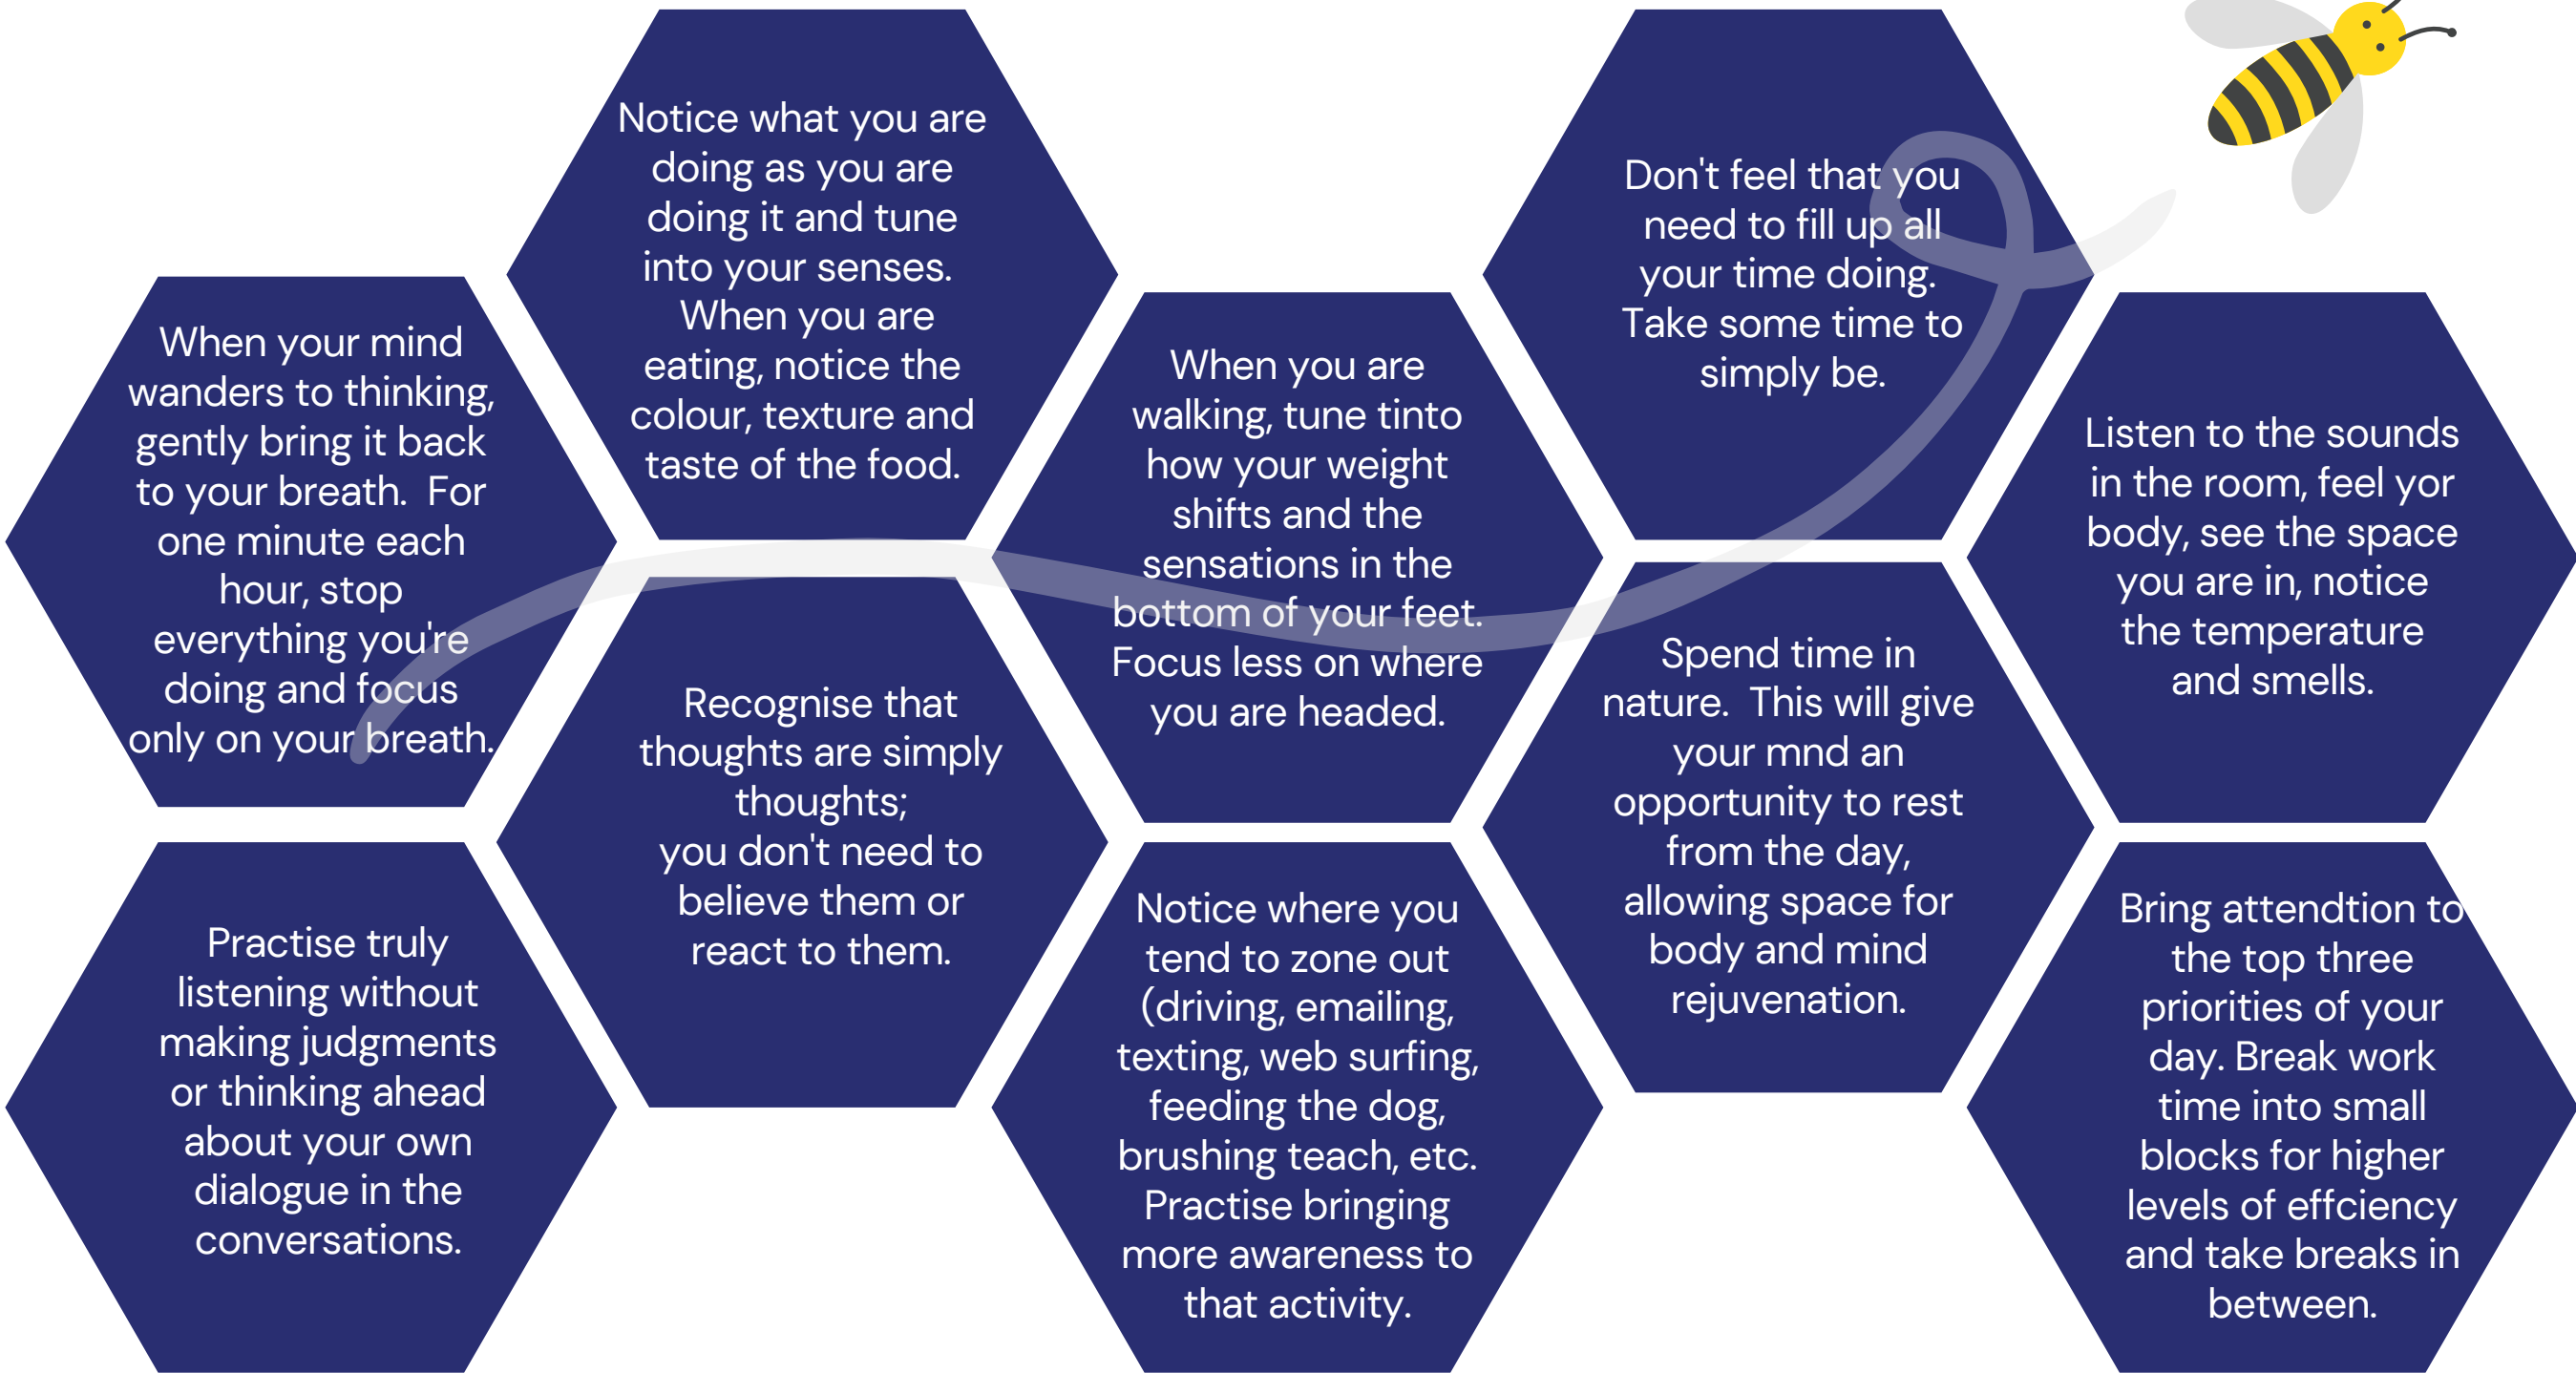 When your mind
wanders to thinking,
gently bring it back
to your breath.  For
one minute each
hour, stop
everything you're
doing and focus
only on your breath.
Practise truly
listening without
making judgments
or thinking ahead
about your own
dialogue in the
conversations.
Notice what you are
doing as you are
doing it and tune
into your senses.
When you are
eating, notice the
colour, texture and
taste of the food.
Recognise that
thoughts are simply
thoughts;
you don't need to
believe them or
react to them.
When you are
walking, tune tinto
how your weight
shifts and the
sensations in the
bottom of your feet.
Focus less on where
you are headed.
Notice where you
tend to zone out
(driving, emailing,
texting, web surfing,
feeding the dog,
brushing teach, etc.
Practise bringing
more awareness to
that activity.
Don't feel that you
need to fill up all
your time doing.
Take some time to
simply be.
Spend time in
nature.  This will give
your mnd an
opportunity to rest
from the day,
allowing space for
body and mind
rejuvenation.
Listen to the sounds
in the room, feel yor
body, see the space
you are in, notice
the temperature
and smells.
Bring attendtion to
the top three
priorities of your
day. Break work
time into small
blocks for higher
levels of effciency
and take breaks in
between.